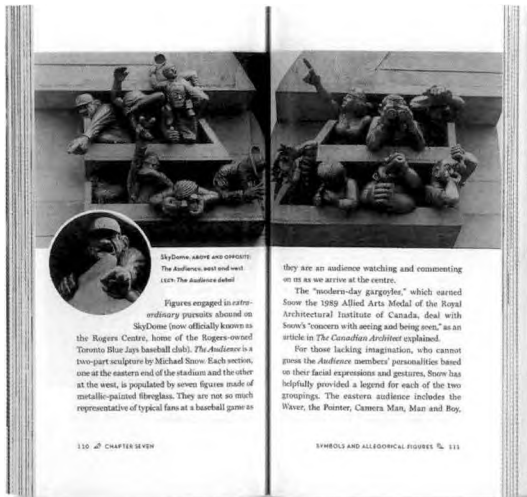 SkyDome. ABOVE AND OPPOSITE:
The Audience, east and west
LEFT: The Audience detail
Figures engaged in extra-
ordinary pursuits abound on
SkyDome (now officially known as
the Rogers Centre, home of the Rogers-owned
Toronto Blue Jays baseball club). The Audience is a
two-part sculpture by Michael Snow. Each section,
one at the eastern end of the stadium and the other
at the west, is populated by seven figures made of
metallic-painted fibreglass. They are not so much
representative of typical fans at a baseball game as
110 CHAPTER SEVEN
they are an audience watching and commenting
on us as we arrive at the centre.
The "modern-day gargoyles," which earned
Snow the 1989 Allied Arts Medal of the Royal
Architectural Institute of Canada, deal with
Snow's "concern with seeing and being seen," as an
article in The Canadian Architect explained.
For those lacking imagination, who cannot
guess the Audience members' personalities based
on their facial expressions and gestures, Snow has
helpfully provided a legend for each of the two
groupings. The eastern audience includes the
Waver, the Pointer, Camera Man, Man and Boy,
SYMBOLS AND ALLEGORICAL FIGURES 111